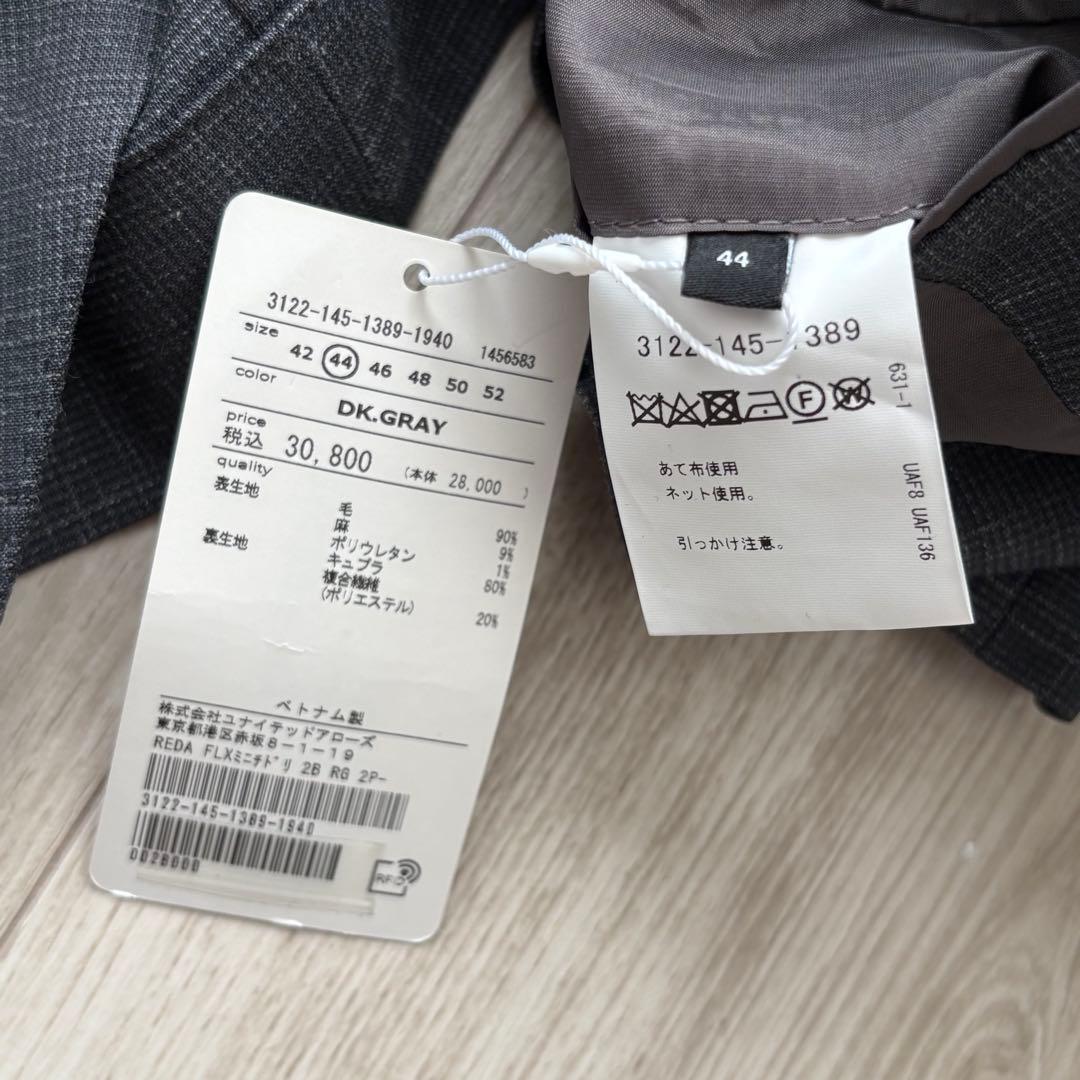 3122-145-1389-1940 1456583
size
42 44 46 48 50 52
color
DK.GRAY
price
税込 30,800 (本体 28,000 )
quality
表生地
毛 90%
麻 9%
ポリウレタン 1%
裏生地
キュプラ 80%
複合繊維
(ポリエステル) 20%
ベトナム製
株式会社ユナイテッドアローズ
東京都港区赤坂8-1-19
REDA FLXミニチドリ 2B RG 2P-
3122-145-1389-1940
0028000
RFID
44
3122-145-1389
F
W
631-1
UAF8 UAF136
あて布使用
ネット使用。
引っかけ注意。